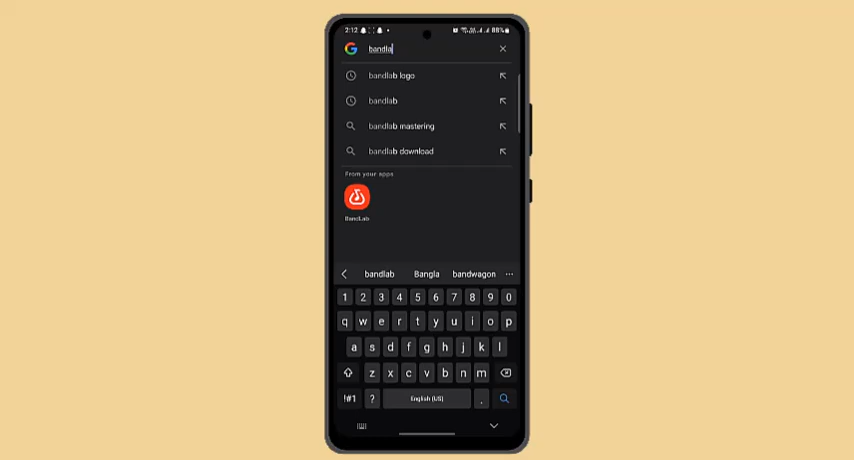 2:12
88%
bandla
bandlab logo
bandlab
bandlab mastering
bandlab download
From your apps
BandLab
bandlab Bangla bandwagon ...
1 2 3 4 5 6 7 8 9 0
q w e r t y u i o p
a s d f g h j k l
z x c v b n m
!#1 ? English (US) .